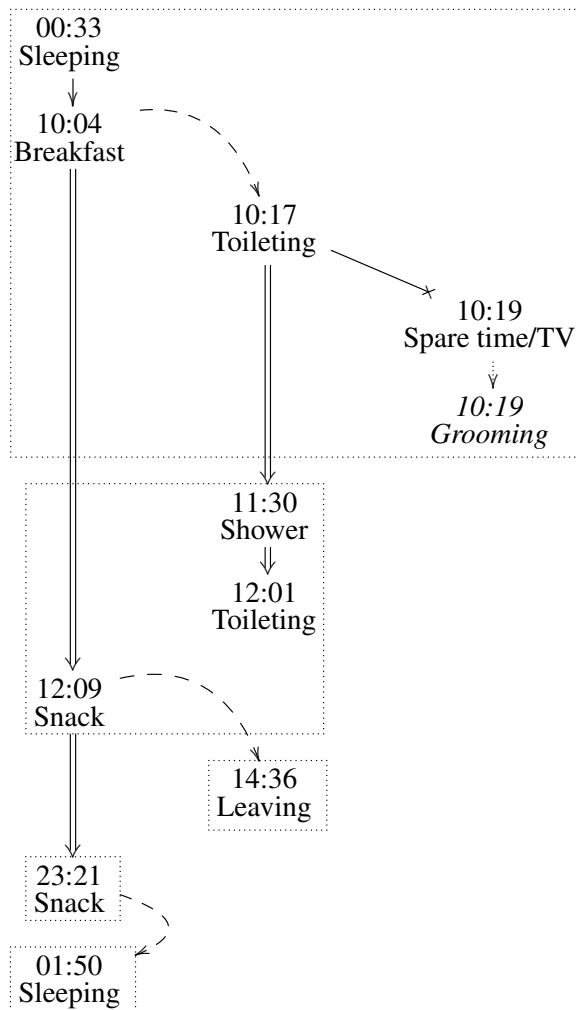 00:33
Sleeping
10:04
Breakfast
10:17
Toileting
10:19
Spare time/TV
10:19
Grooming
11:30
Shower
12:01
Toileting
12:09
Snack
14:36
Leaving
23:21
Snack
01:50
Sleeping